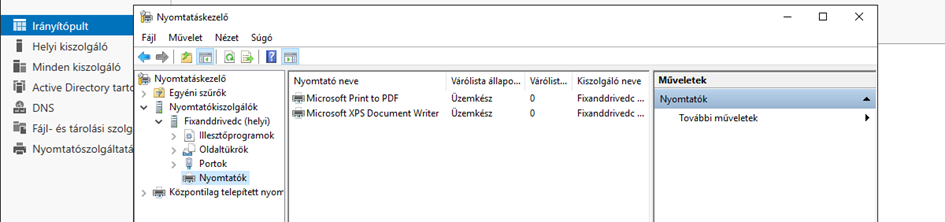 Irányítópult
Helyi kiszolgáló
Minden kiszolgáló
Active Directory tarto
DNS
Fájl- és tárolási szolg
Nyomtatószolgáltatá
Nyomtatáskezelő
Fájl Művelet Nézet Súgó
Nyomtatáskezelő
Egyéni szűrők
Nyomtatókiszolgálók
Fixanddrivedc (helyi)
Illesztőprogramok
Oldaltükrök
Portok
Nyomtatók
Központilag telepített nyom
Nyomtató neve Várólista állapo... Várólist... Kiszolgáló neve
Microsoft Print to PDF Üzemkész 0 Fixanddrivedc ...
Microsoft XPS Document Writer Üzemkész 0 Fixanddrivedc ...
Műveletek
Nyomtatók
További műveletek